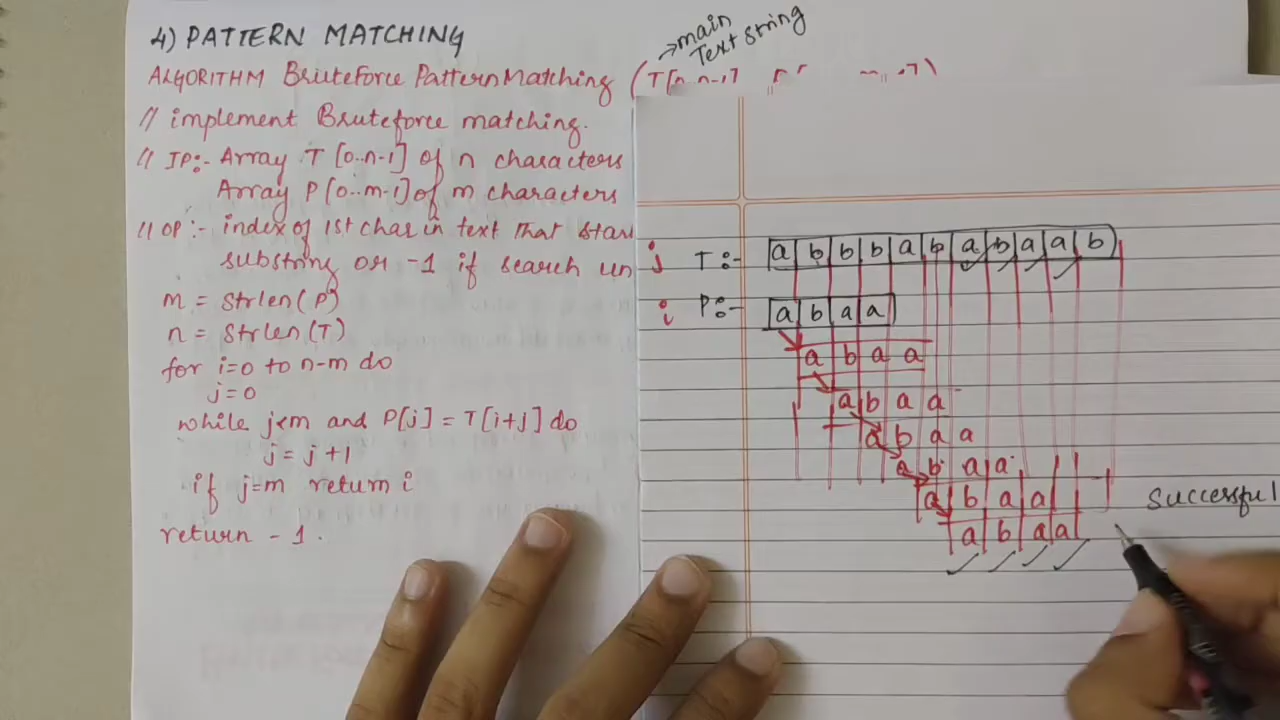 4) PATTERN MATCHING
→main
Text string
ALGORITHM BruteForce PatternMatching (
// implement Bruteforce matching.
// IP:- Array T [0..n-1] of n characters
Array P [0..m-1] of m characters
// OP :- index of 1st char in text that star
substring or -1 if search un
m = strlen(P)
n = strlen(T)
for i=0 to n-m do
j=0
while j<m and P[j] = T[i+j] do
j = j +1
if j=m return i
return -1.
j T:- a b b b a b a b a a b
i P:- a b a a
a b a a
a b a a
a b a a
a b a a
a b a a
successful
a b a a